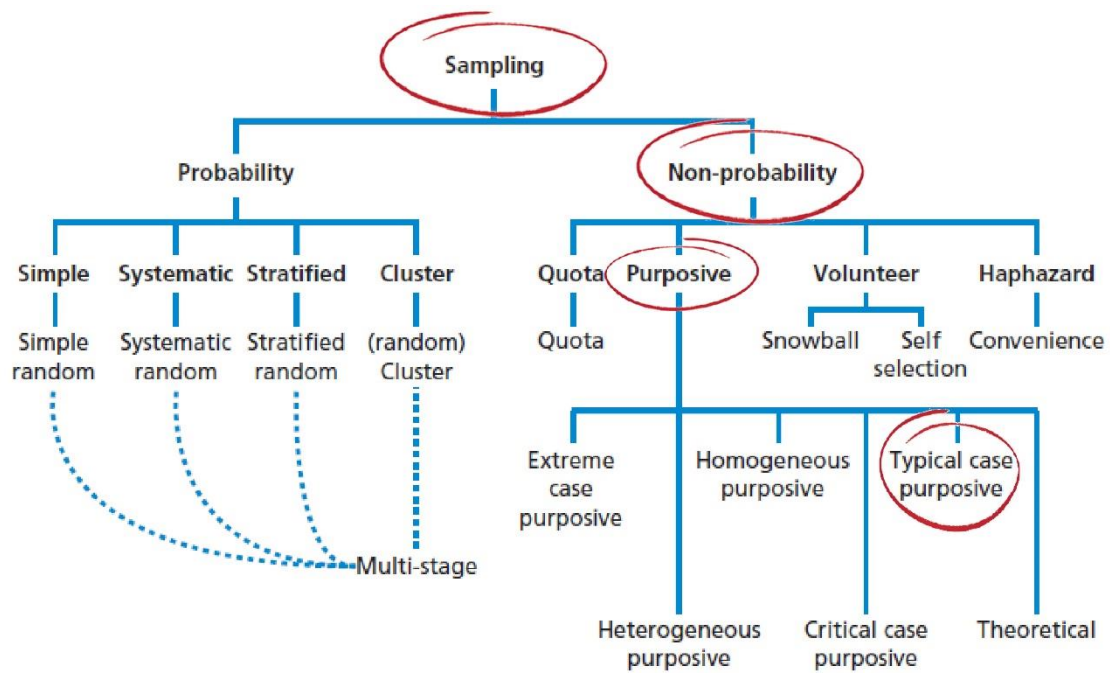 Sampling
Probability
Non-probability
Simple
Systematic
Stratified
Cluster
Quota
Purposive
Volunteer
Haphazard
Simple
random
Systematic
random
Stratified
random
(random)
Cluster
Quota
Snowball
Self
selection
Convenience
Extreme
case
purposive
Homogeneous
purposive
Typical case
purposive
Multi-stage
Heterogeneous
purposive
Critical case
purposive
Theoretical